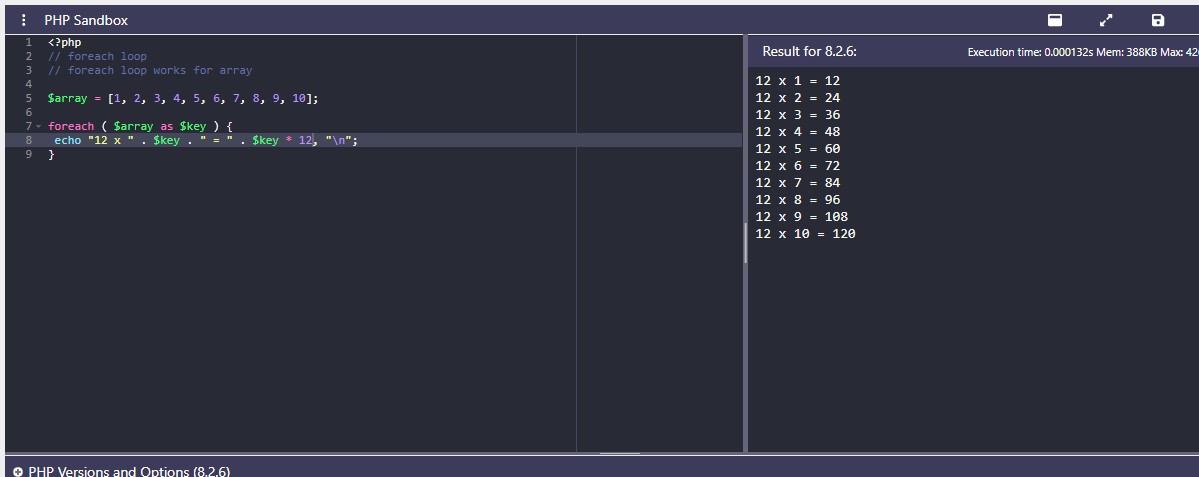 PHP Sandbox
1 <?php
2 // foreach loop
3 // foreach loop works for array
4
5 $array = [1, 2, 3, 4, 5, 6, 7, 8, 9, 10];
6
7 foreach ( $array as $key ) {
8 echo "12 x " . $key . " = " . $key * 12, "\n";
9 }
Result for 8.2.6: Execution time: 0.000132s Mem: 388KB Max: 42
12 x 1 = 12
12 x 2 = 24
12 x 3 = 36
12 x 4 = 48
12 x 5 = 60
12 x 6 = 72
12 x 7 = 84
12 x 8 = 96
12 x 9 = 108
12 x 10 = 120
PHP Versions and Options (8.2.6)